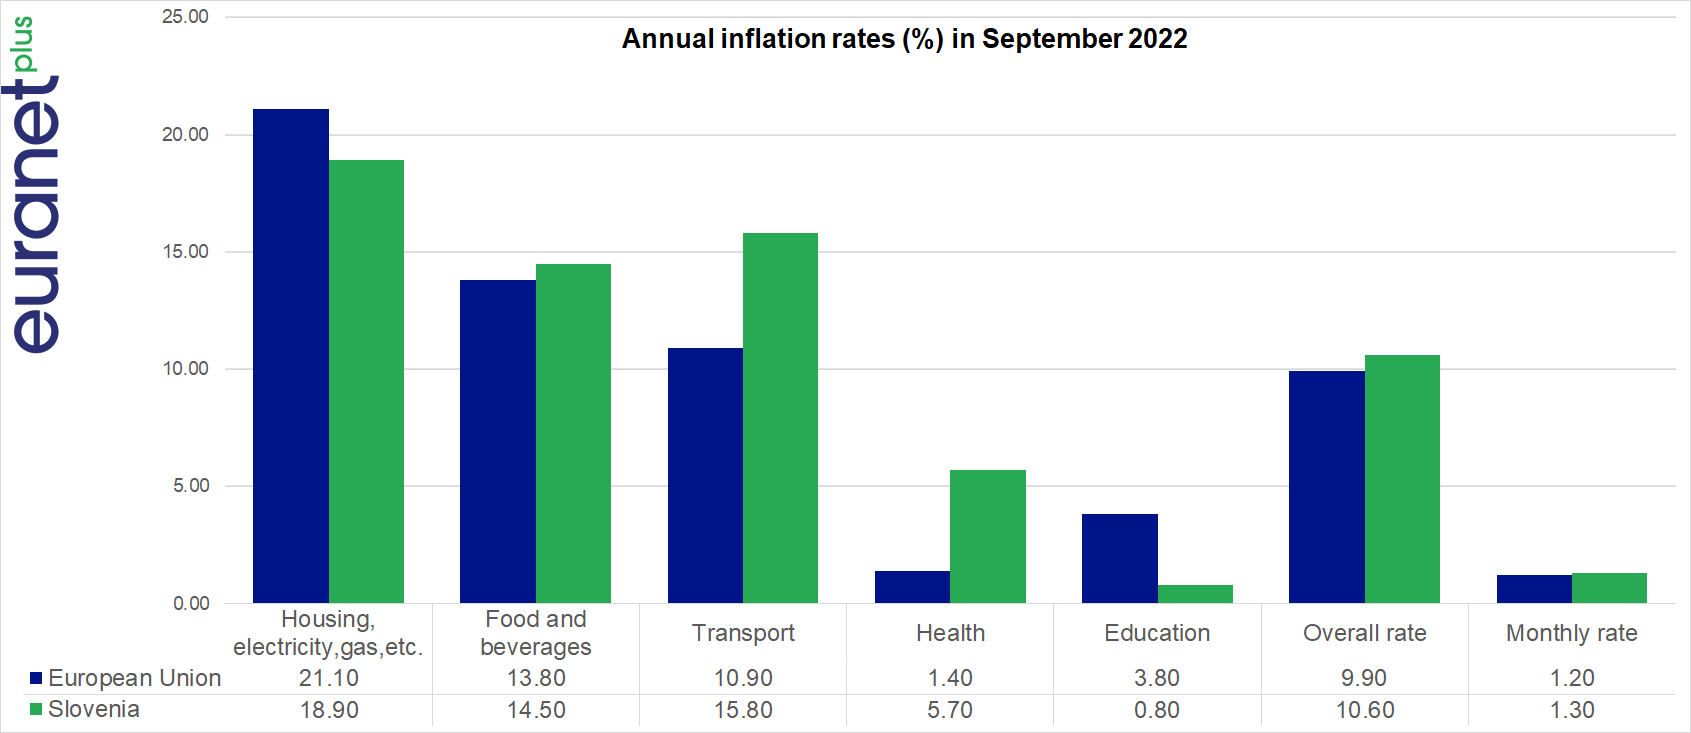 euranet plus
Annual inflation rates (%) in September 2022
25.00
20.00
15.00
10.00
5.00
0.00
Housing, electricity,gas,etc. Food and beverages Transport Health Education Overall rate Monthly rate
European Union 21.10 13.80 10.90 1.40 3.80 9.90 1.20
Slovenia 18.90 14.50 15.80 5.70 0.80 10.60 1.30